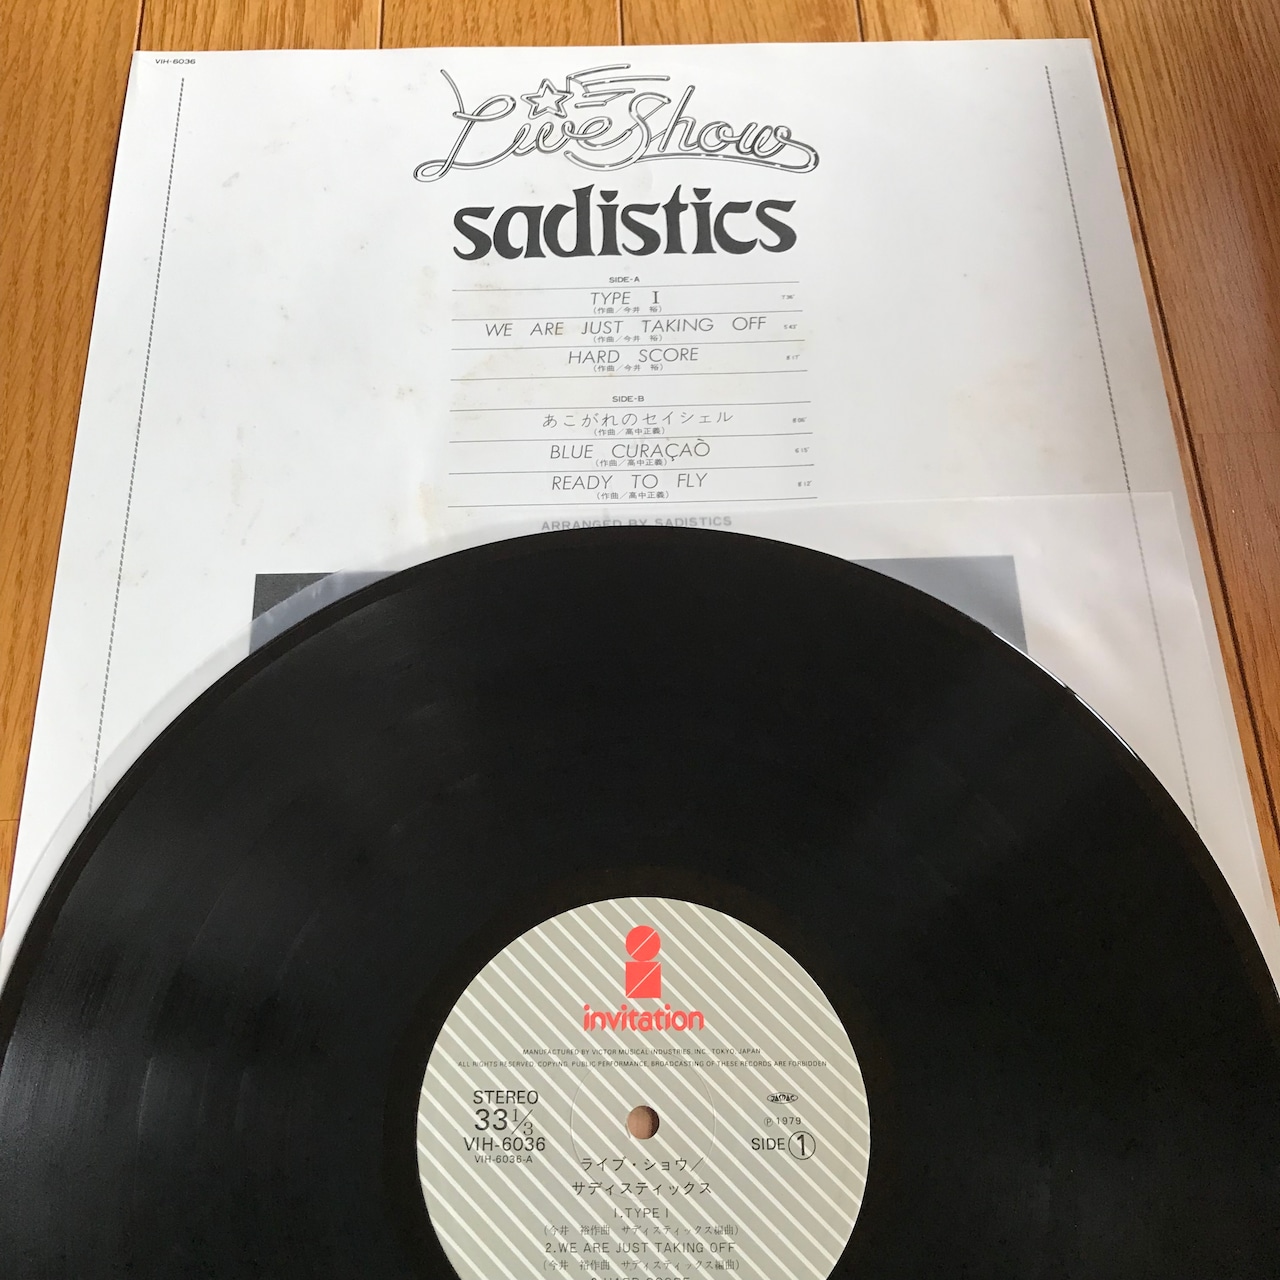 VIH-6036
Live Show
sadistics
SIDE-A
TYPE I
(作曲/今井 裕)
WE ARE JUST TAKING OFF
(作曲/今井 裕)
HARD SCORE
(作曲/今井 裕)
SIDE-B
あこがれのセイシェル
(作曲/高中正義)
BLUE CURAÇAÒ
(作曲/高中正義)
READY TO FLY
(作曲/高中正義)
ARRANGED BY SADISTICS
invitation
MANUFACTURED BY VICTOR MUSICAL INDUSTRIES, INC., TOKYO, JAPAN
ALL RIGHTS RESERVED. COPYING, PUBLIC PERFORMANCE, BROADCASTING OF THESE RECORDS ARE FORBIDDEN
STEREO
33 1/3
VIH-6036
VIH-6036-A
JASRAC
Ⓟ1979
SIDE 1
ライブ・ショウ/
サディスティックス
1.TYPE I
(今井 裕作曲 サディスティックス編曲)
2.WE ARE JUST TAKING OFF
(今井 裕作曲 サディスティックス編曲)
3.HARD SCORE